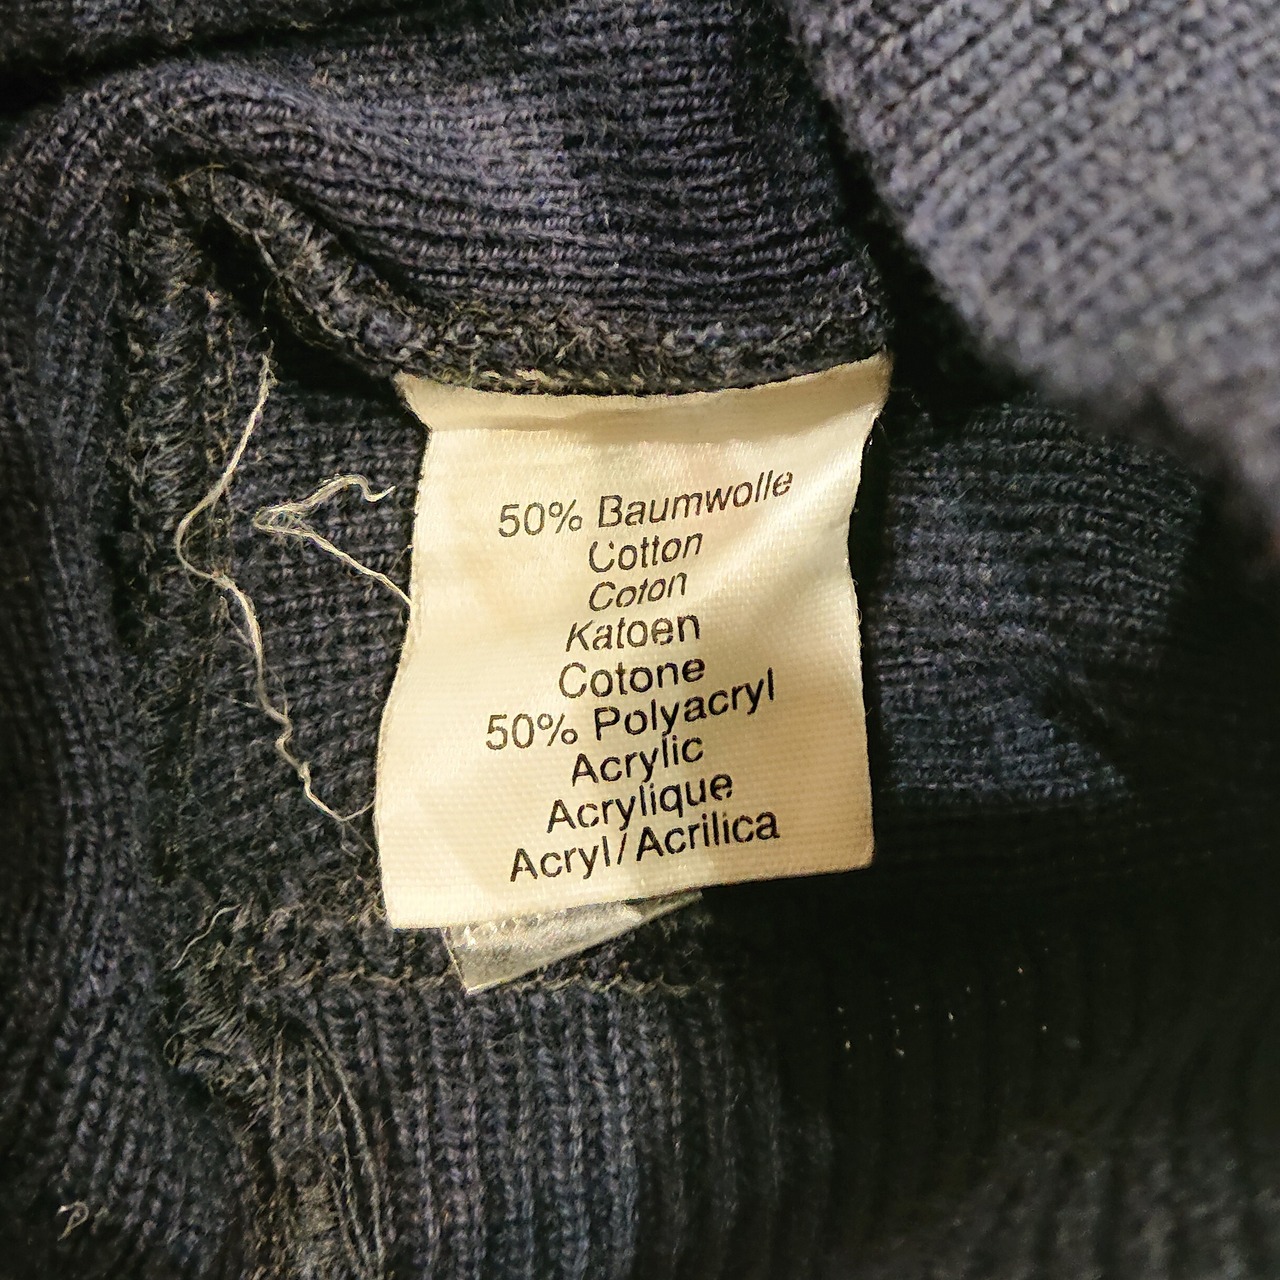 50% Baumwolle
Cotton
Coton
Katoen
Cotone
50% Polyacryl
Acrylic
Acrylique
Acryl/Acrilica